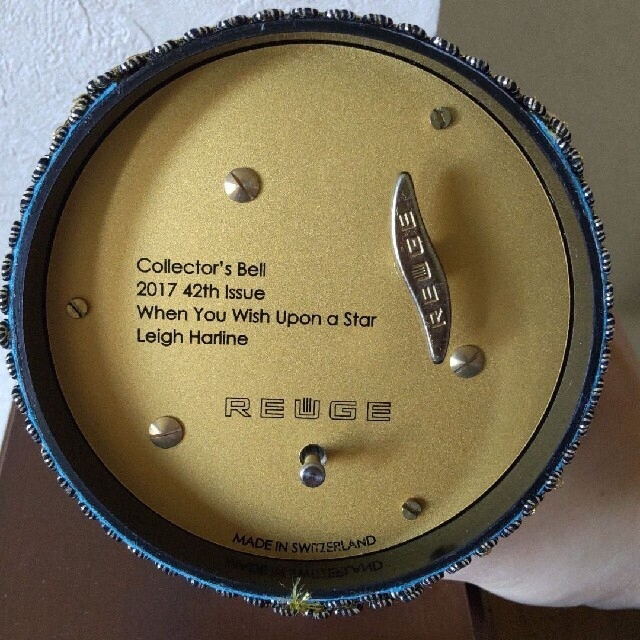 Collector's Bell
2017 42th Issue
When You Wish Upon a Star
Leigh Harline
REUGE
REUGE
MADE IN SWITZERLAND